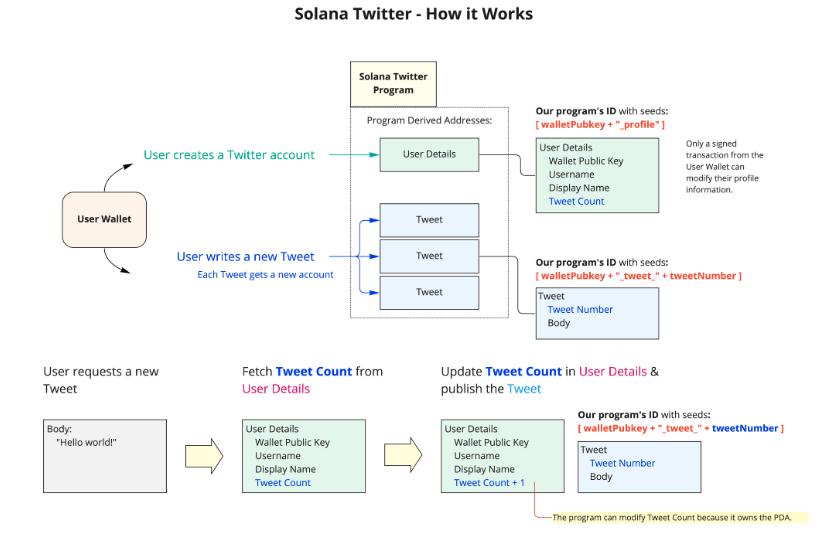 Solana Twitter - How it Works
Solana Twitter
Program
Program Derived Addresses:
User creates a Twitter account
User Details
Our program's ID with seeds:
[ walletPubkey + "_profile" ]
User Details
Wallet Public Key
Username
Display Name
Tweet Count
Only a signed
transaction from the
User Wallet can
modify their profile
information.
User Wallet
User writes a new Tweet
Each Tweet gets a new account
Tweet
Tweet
Tweet
Our program's ID with seeds:
[ walletPubkey + "_tweet_" + tweetNumber ]
Tweet
Tweet Number
Body
User requests a new
Tweet
Body:
"Hello world!"
Fetch Tweet Count from
User Details
User Details
Wallet Public Key
Username
Display Name
Tweet Count
Update Tweet Count in User Details &
publish the Tweet
User Details
Wallet Public Key
Username
Display Name
Tweet Count + 1
Our program's ID with seeds:
[ walletPubkey + "_tweet_" + tweetNumber ]
Tweet
Tweet Number
Body
The program can modify Tweet Count because it owns the PDA.